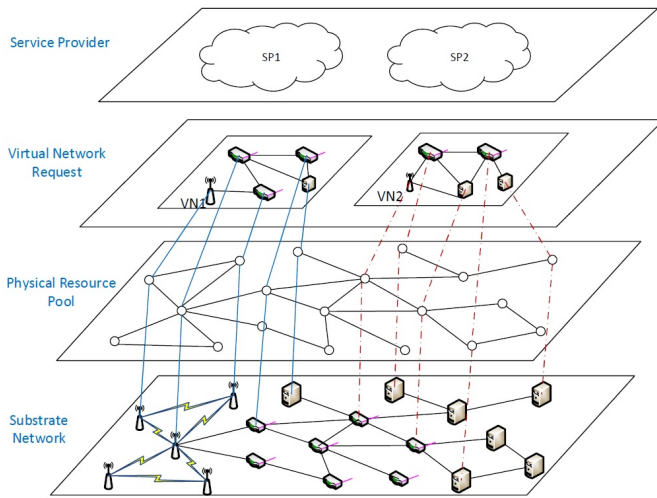 Service Provider
SP1
SP2
Virtual Network
Request
VN1
VN2
Physical Resource
Pool
Substrate
Network